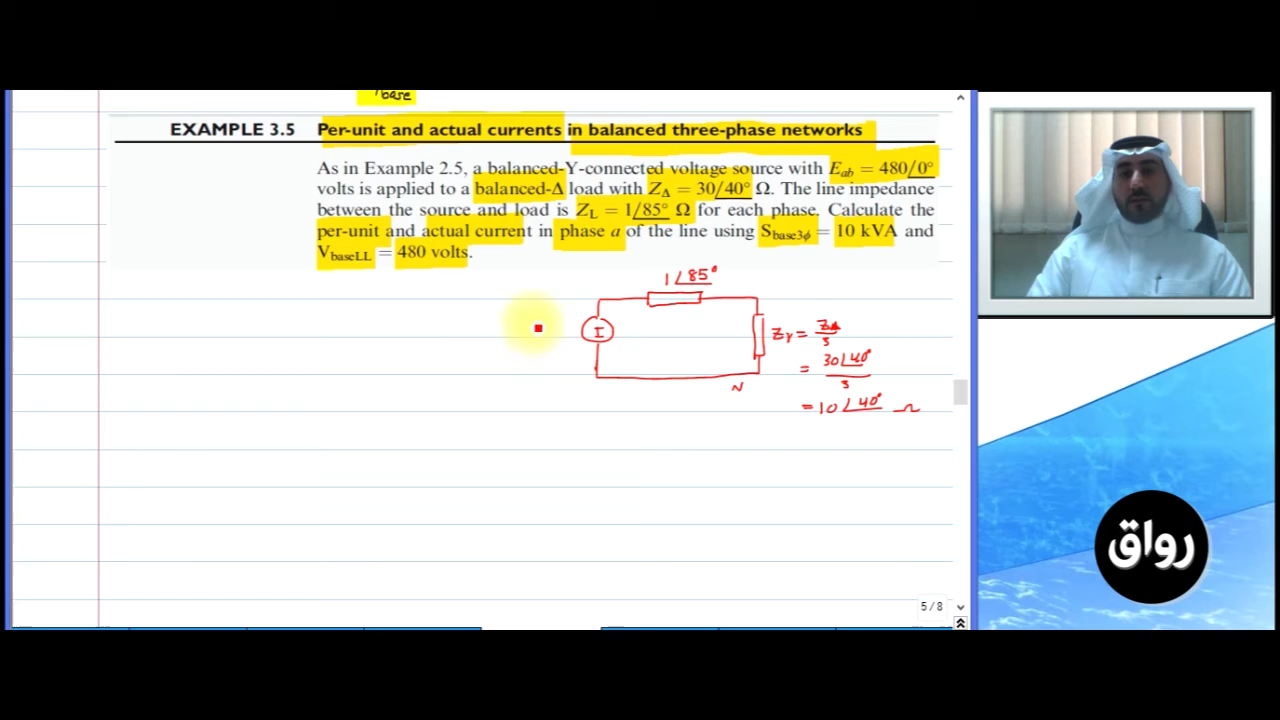 n base
EXAMPLE 3.5 Per-unit and actual currents in balanced three-phase networks
As in Example 2.5, a balanced-Y-connected voltage source with E_ab = 480/0°
volts is applied to a balanced-Δ load with Z_Δ = 30/40° Ω. The line impedance
between the source and load is Z_L = 1/85° Ω for each phase. Calculate the
per-unit and actual current in phase a of the line using S_base3ϕ = 10 kVA and
V_baseLL = 480 volts.
1∠85°
I
Z_Y = Z_Δ/3
= 30∠40°/3
= 10∠40° Ω
N
رواق
5/8